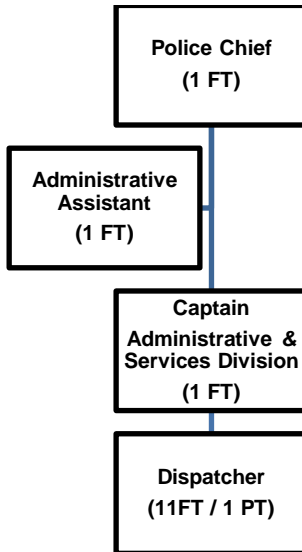 Police Chief
(1 FT)
Administrative
Assistant
(1 FT)
Captain
Administrative &
Services Division
(1 FT)
Dispatcher
(11FT / 1 PT)